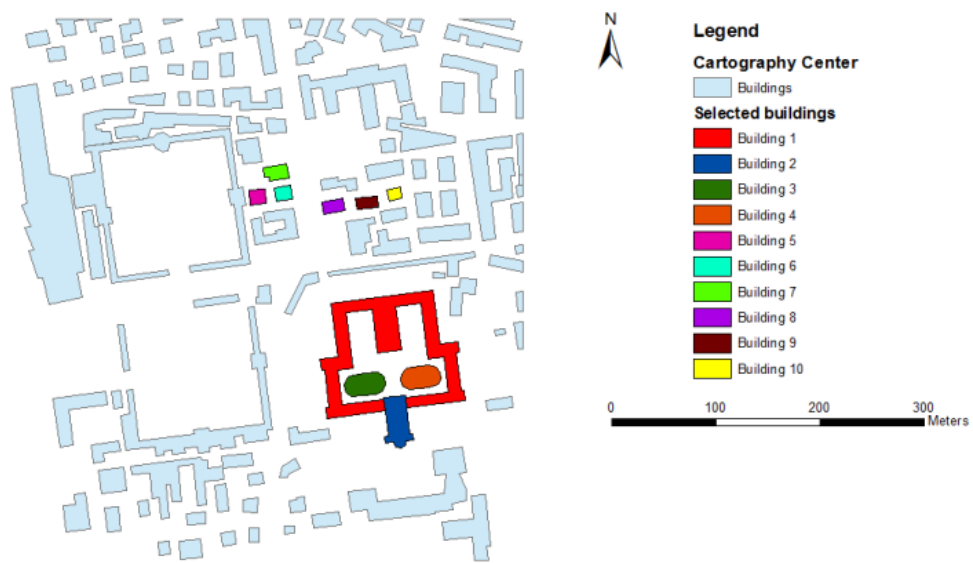 N
Legend
Cartography Center
Buildings
Selected buildings
Building 1
Building 2
Building 3
Building 4
Building 5
Building 6
Building 7
Building 8
Building 9
Building 10
0 100 200 300
Meters